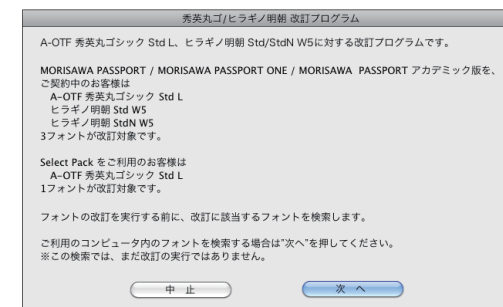 秀英丸ゴ/ヒラギノ明朝 改訂プログラム
A-OTF 秀英丸ゴシック Std L、ヒラギノ明朝 Std/StdN W5に対する改訂プログラムです。
MORISAWA PASSPORT / MORISAWA PASSPORT ONE / MORISAWA PASSPORT アカデミック版を、
ご契約中のお客様は
A-OTF 秀英丸ゴシック Std L
ヒラギノ明朝 Std W5
ヒラギノ明朝 StdN W5
3フォントが改訂対象です。
Select Pack をご利用のお客様は
A-OTF 秀英丸ゴシック Std L
1フォントが改訂対象です。
フォントの改訂を実行する前に、改訂に該当するフォントを検索します。
ご利用のコンピュータ内のフォントを検索する場合は"次へ"を押してください。
※この検索では、まだ改訂の実行ではありません。
中 止
次 へ